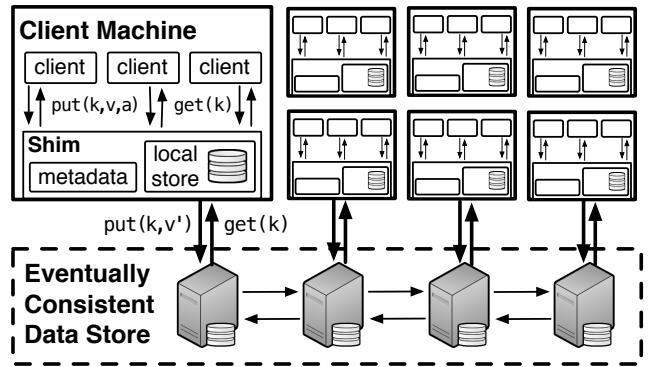 Client Machine
client client client
put(k,v,a) get(k)
Shim
metadata
local
store
put(k,v') get(k)
Eventually
Consistent
Data Store